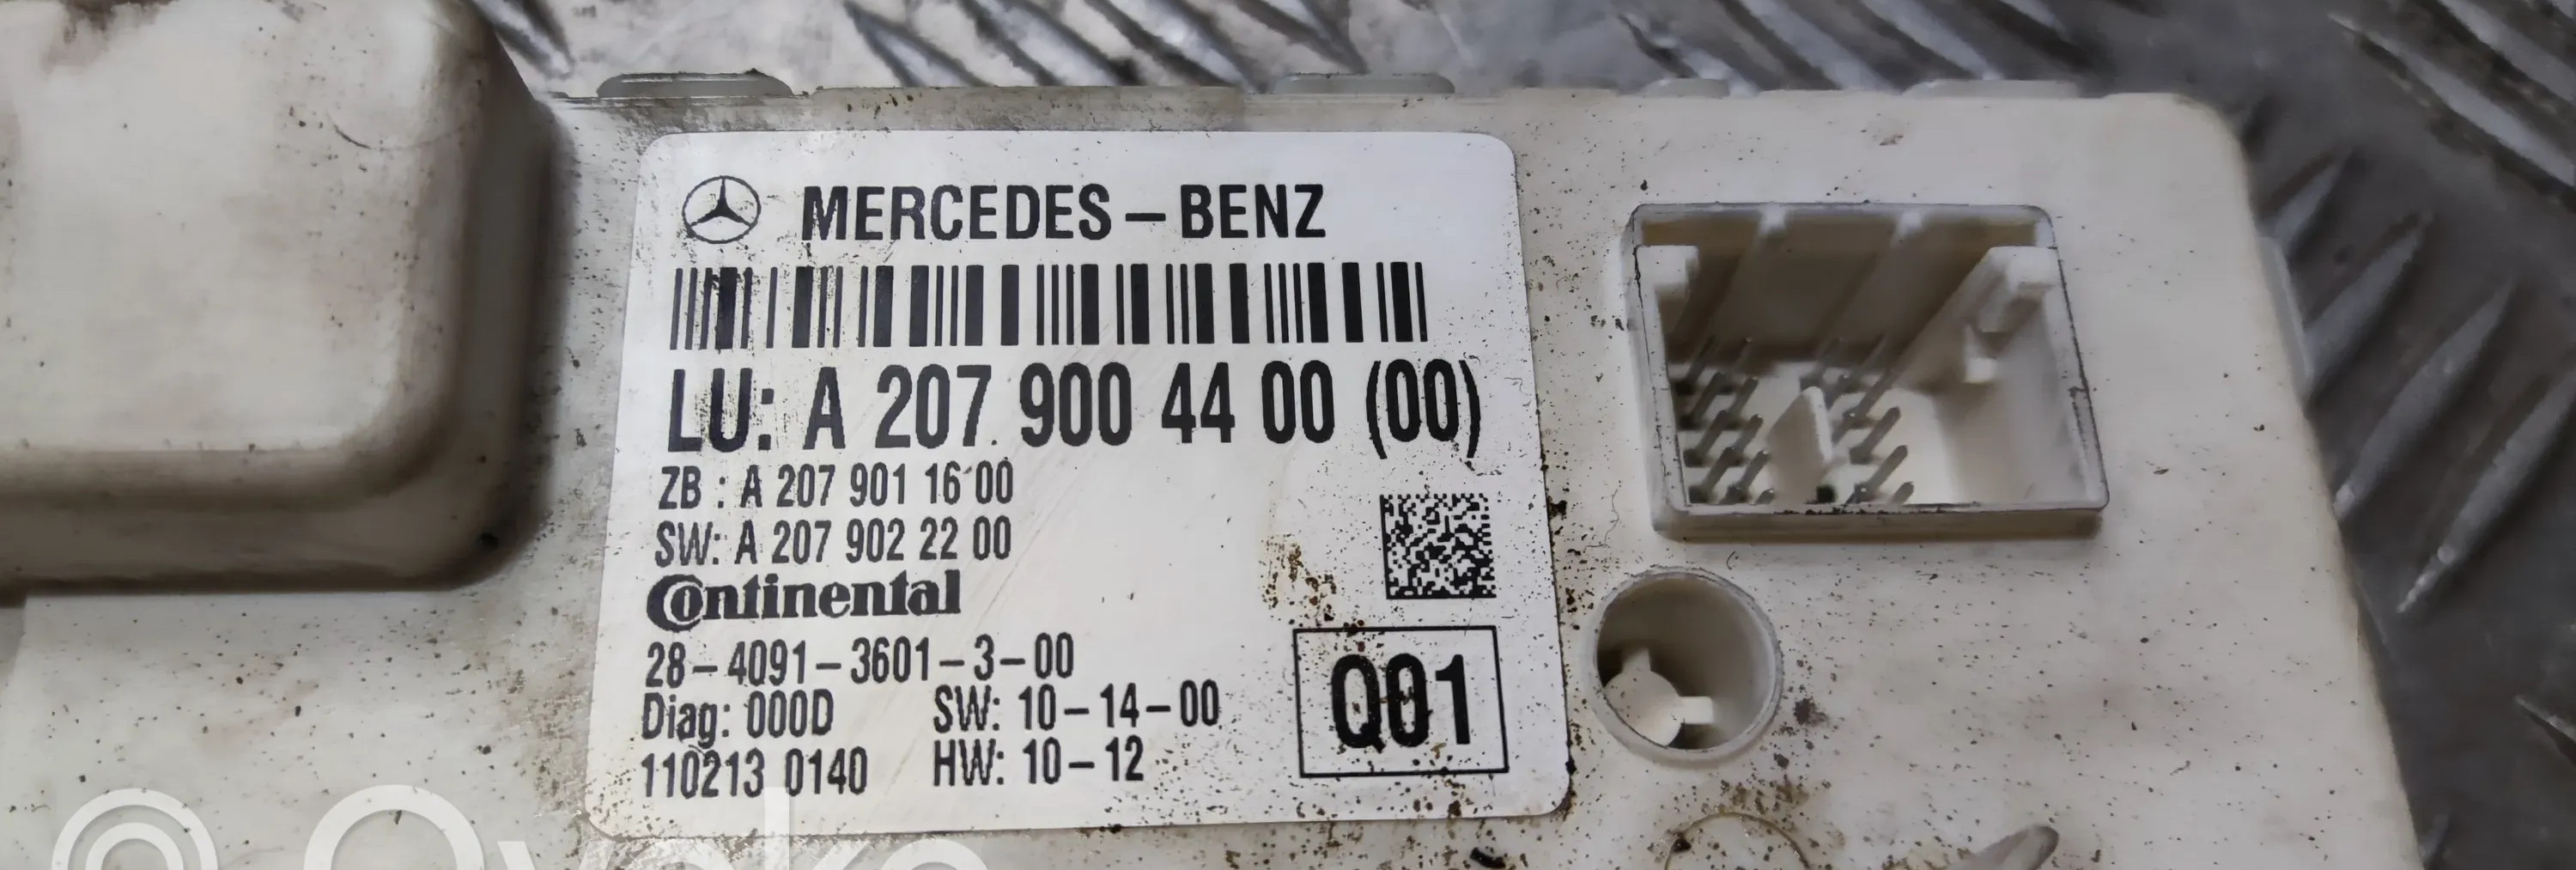 MERCEDES-BENZ
LU: A 207 900 44 00 (00)
ZB : A 207 901 16 00
SW: A 207 902 22 00
Continental
28-4091-3601-3-00
Diag: 000D SW: 10-14-00
110213 0140 HW: 10-12
Q01